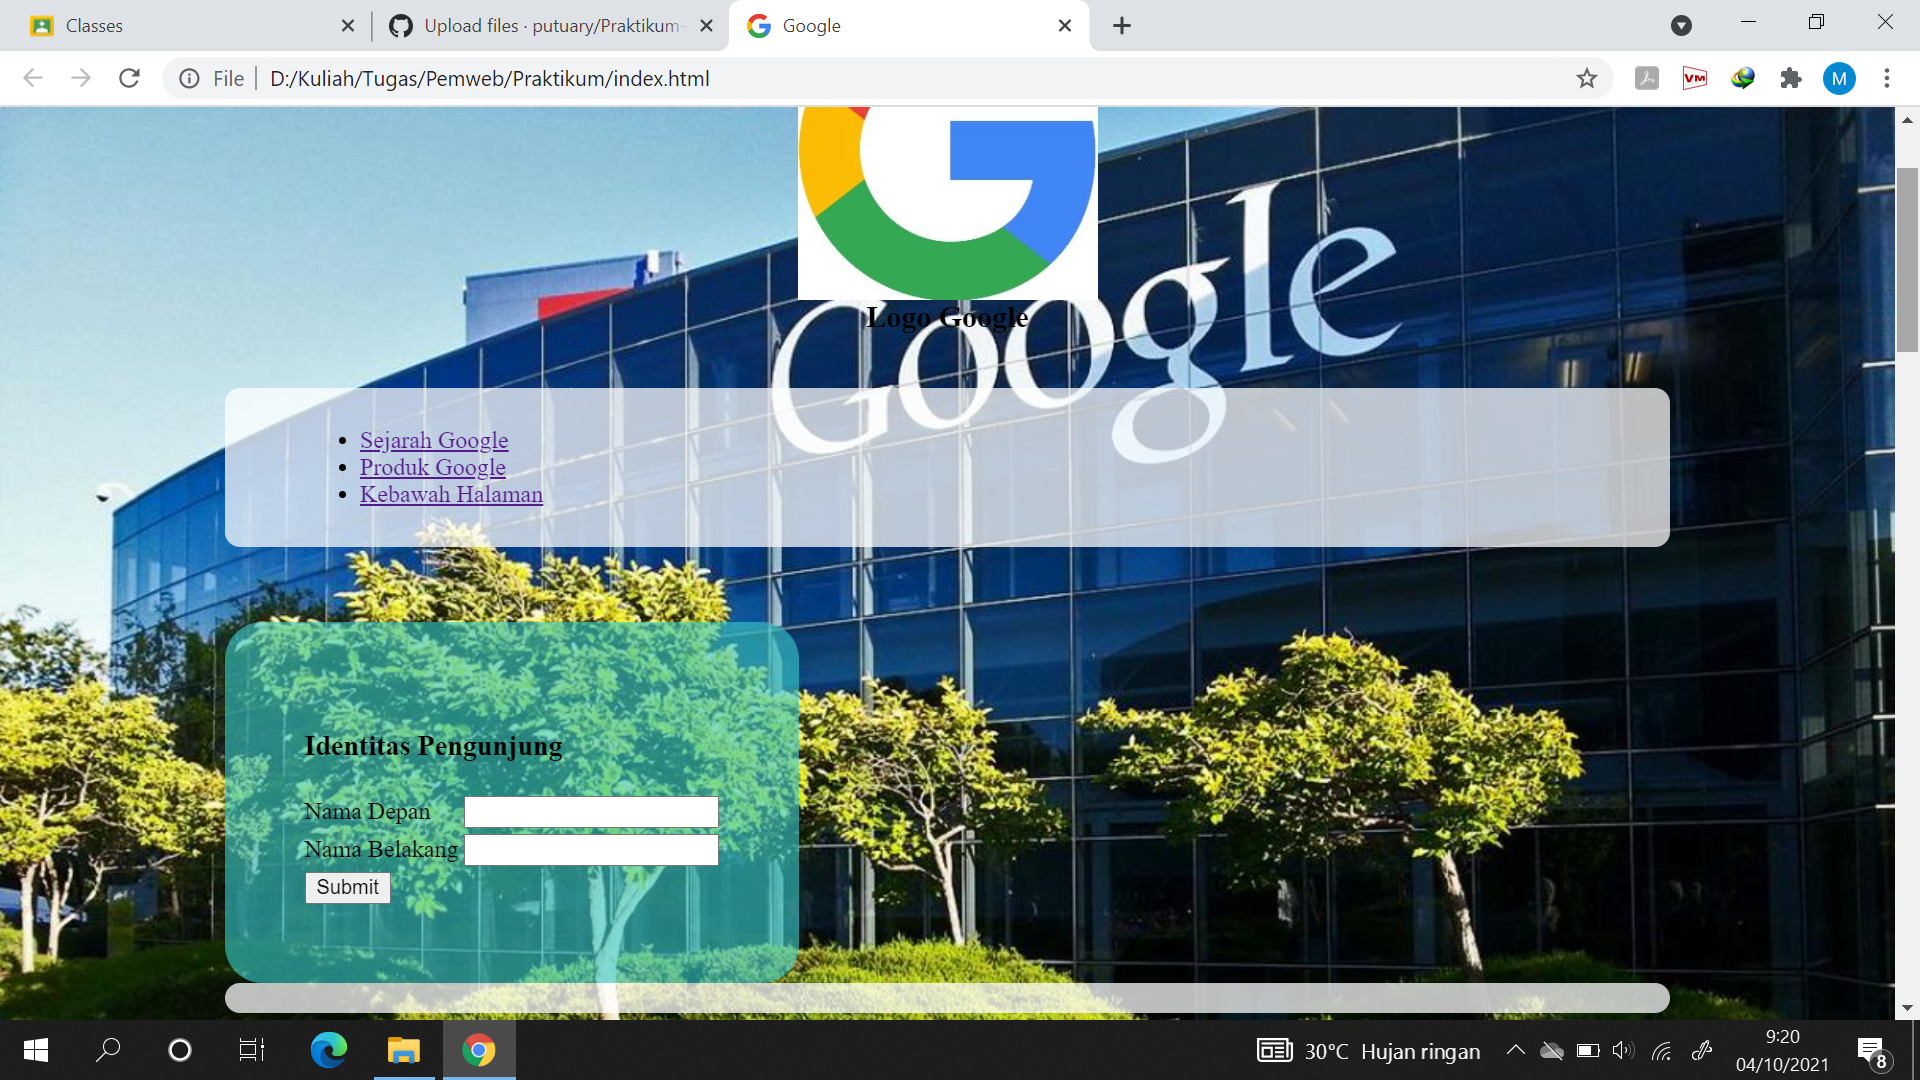 Classes
Upload files · putuary/Praktikum-
Google
File
D:/Kuliah/Tugas/Pemweb/Praktikum/index.html
VM
M
Google
Logo Google
Sejarah Google
Produk Google
Kebawah Halaman
Identitas Pengunjung
Nama Depan
Nama Belakang
Submit
30°C Hujan ringan
9:20
04/10/2021
8